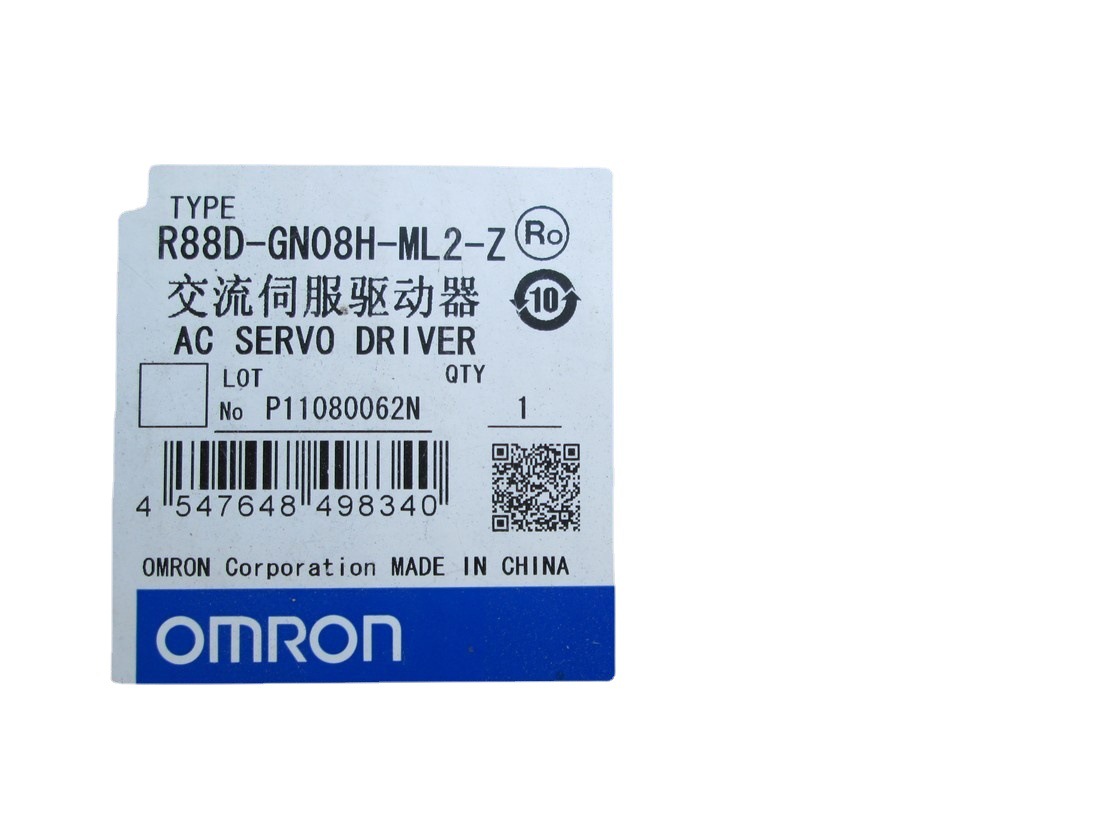 TYPE
R88D-GN08H-ML2-Z
Ro
交流伺服驱动器
10
AC SERVO DRIVER
LOT
QTY
No P11080062N
1
4 547648 498340
OMRON Corporation MADE IN CHINA
OMRON